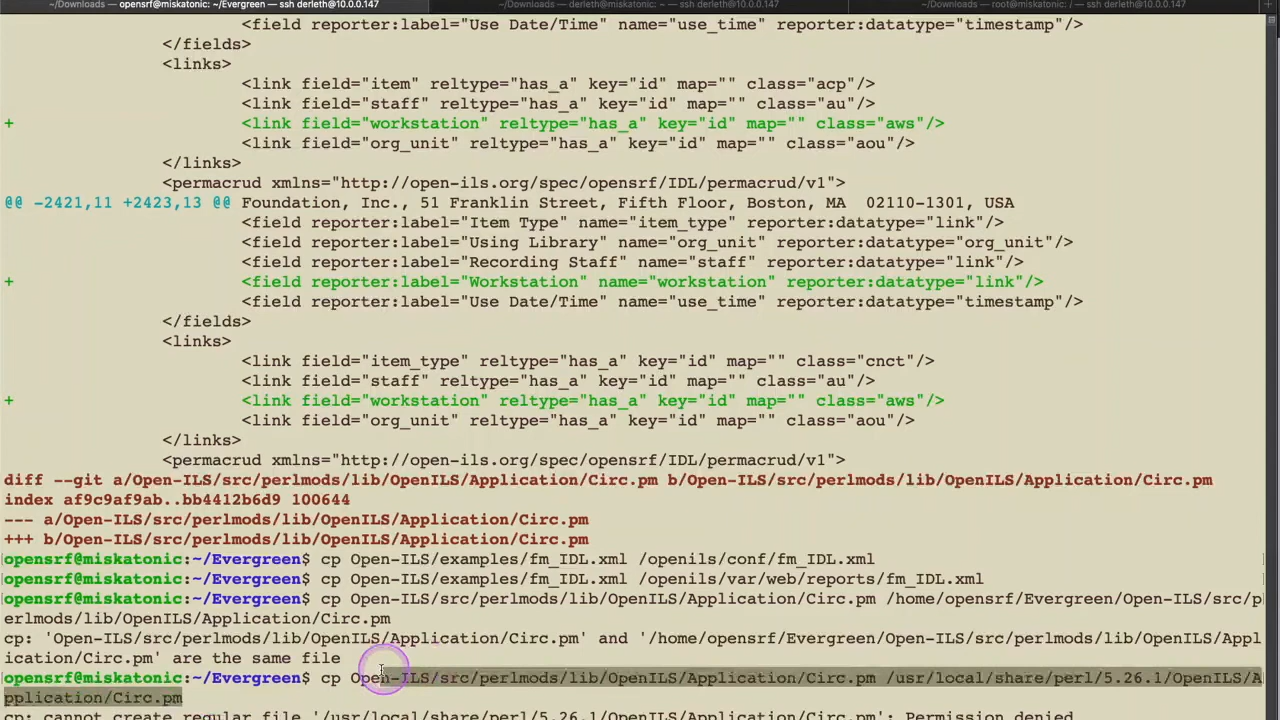 ~/Downloads — opensrf@miskatonic: ~/Evergreen — ssh derleth@10.0.0.147 ~/Downloads — derleth@miskatonic: ~ — ssh derleth@10.0.0.147 ~/Downloads — root@miskatonic: / — ssh derleth@10.0.0.147
<field reporter:label="Use Date/Time" name="use_time" reporter:datatype="timestamp"/>
</fields>
<links>
<link field="item" reltype="has_a" key="id" map="" class="acp"/>
<link field="staff" reltype="has_a" key="id" map="" class="au"/>
+ <link field="workstation" reltype="has_a" key="id" map="" class="aws"/>
<link field="org_unit" reltype="has_a" key="id" map="" class="aou"/>
</links>
<permacrud xmlns="http://open-ils.org/spec/opensrf/IDL/permacrud/v1">
@@ -2421,11 +2423,13 @@ Foundation, Inc., 51 Franklin Street, Fifth Floor, Boston, MA  02110-1301, USA
<field reporter:label="Item Type" name="item_type" reporter:datatype="link"/>
<field reporter:label="Using Library" name="org_unit" reporter:datatype="org_unit"/>
<field reporter:label="Recording Staff" name="staff" reporter:datatype="link"/>
+ <field reporter:label="Workstation" name="workstation" reporter:datatype="link"/>
<field reporter:label="Use Date/Time" name="use_time" reporter:datatype="timestamp"/>
</fields>
<links>
<link field="item_type" reltype="has_a" key="id" map="" class="cnct"/>
<link field="staff" reltype="has_a" key="id" map="" class="au"/>
+ <link field="workstation" reltype="has_a" key="id" map="" class="aws"/>
<link field="org_unit" reltype="has_a" key="id" map="" class="aou"/>
</links>
<permacrud xmlns="http://open-ils.org/spec/opensrf/IDL/permacrud/v1">
diff --git a/Open-ILS/src/perlmods/lib/OpenILS/Application/Circ.pm b/Open-ILS/src/perlmods/lib/OpenILS/Application/Circ.pm
index af9c9af9ab..bb4412b6d9 100644
--- a/Open-ILS/src/perlmods/lib/OpenILS/Application/Circ.pm
+++ b/Open-ILS/src/perlmods/lib/OpenILS/Application/Circ.pm
opensrf@miskatonic:~/Evergreen$ cp Open-ILS/examples/fm_IDL.xml /openils/conf/fm_IDL.xml
opensrf@miskatonic:~/Evergreen$ cp Open-ILS/examples/fm_IDL.xml /openils/var/web/reports/fm_IDL.xml
opensrf@miskatonic:~/Evergreen$ cp Open-ILS/src/perlmods/lib/OpenILS/Application/Circ.pm /home/opensrf/Evergreen/Open-ILS/src/p
erlmods/lib/OpenILS/Application/Circ.pm
cp: 'Open-ILS/src/perlmods/lib/OpenILS/Application/Circ.pm' and '/home/opensrf/Evergreen/Open-ILS/src/perlmods/lib/OpenILS/Appl
ication/Circ.pm' are the same file
opensrf@miskatonic:~/Evergreen$ cp Open-ILS/src/perlmods/lib/OpenILS/Application/Circ.pm /usr/local/share/perl/5.26.1/OpenILS/A
pplication/Circ.pm
cp: cannot create regular file '/usr/local/share/perl/5.26.1/OpenILS/Application/Circ.pm': Permission denied